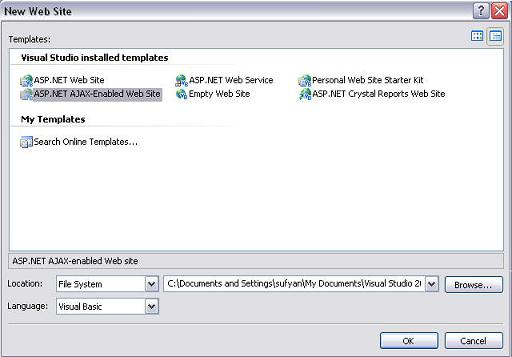 New Web Site
Templates:
Visual Studio installed templates
ASP.NET Web Site
ASP.NET Web Service
Personal Web Site Starter Kit
ASP.NET AJAX-Enabled Web Site
Empty Web Site
ASP.NET Crystal Reports Web Site
My Templates
Search Online Templates...
ASP.NET AJAX-enabled Web site
Location: File System C:\Documents and Settings\sufyan\My Documents\Visual Studio 20 Browse...
Language: Visual Basic
OK Cancel